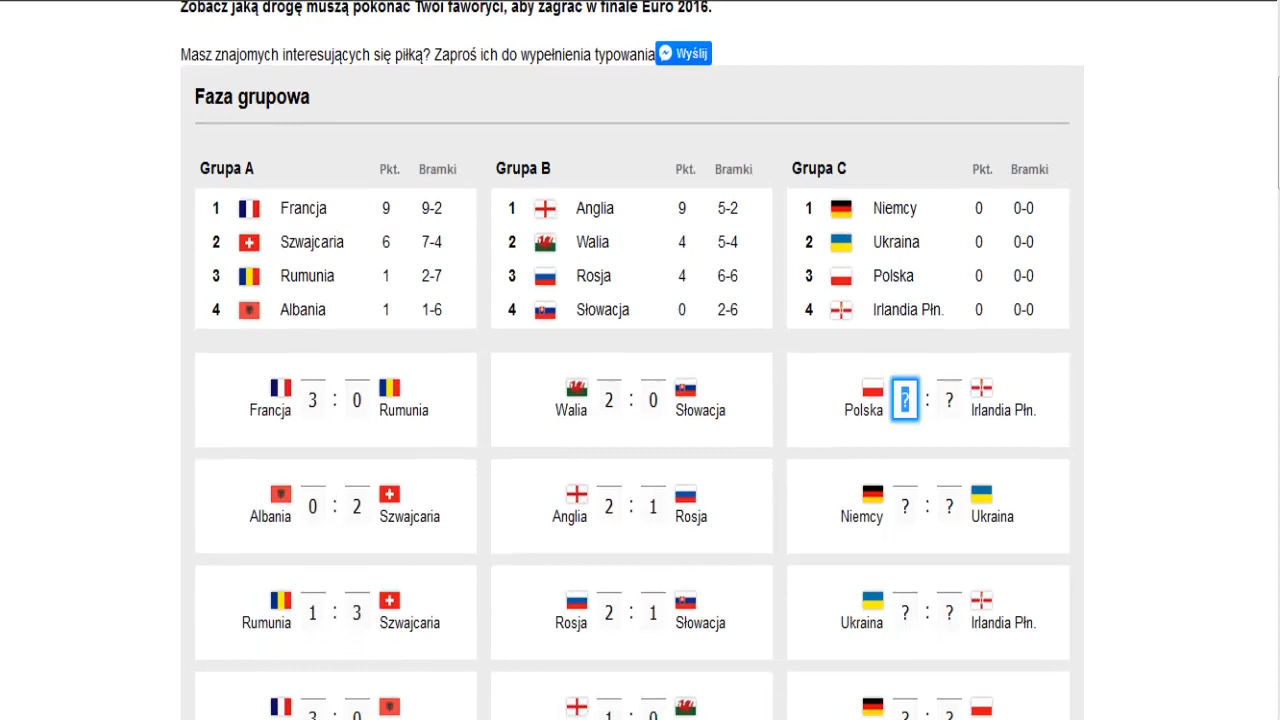 Zobacz jaką drogę muszą pokonać Twoi faworyci, aby zagrać w finale Euro 2016.
Masz znajomych interesujących się piłką? Zaproś ich do wypełnienia typowania Wyślij
Faza grupowa
Grupa A Pkt. Bramki
1 Francja 9 9-2
2 Szwajcaria 6 7-4
3 Rumunia 1 2-7
4 Albania 1 1-6
Grupa B Pkt. Bramki
1 Anglia 9 5-2
2 Walia 4 5-4
3 Rosja 4 6-6
4 Słowacja 0 2-6
Grupa C Pkt. Bramki
1 Niemcy 0 0-0
2 Ukraina 0 0-0
3 Polska 0 0-0
4 Irlandia Płn. 0 0-0
Francja 3 : 0 Rumunia
Walia 2 : 0 Słowacja
Polska ? : ? Irlandia Płn.
Albania 0 : 2 Szwajcaria
Anglia 2 : 1 Rosja
Niemcy ? : ? Ukraina
Rumunia 1 : 3 Szwajcaria
Rosja 2 : 1 Słowacja
Ukraina ? : ? Irlandia Płn.
3 : 0
1 : 0
? : ?